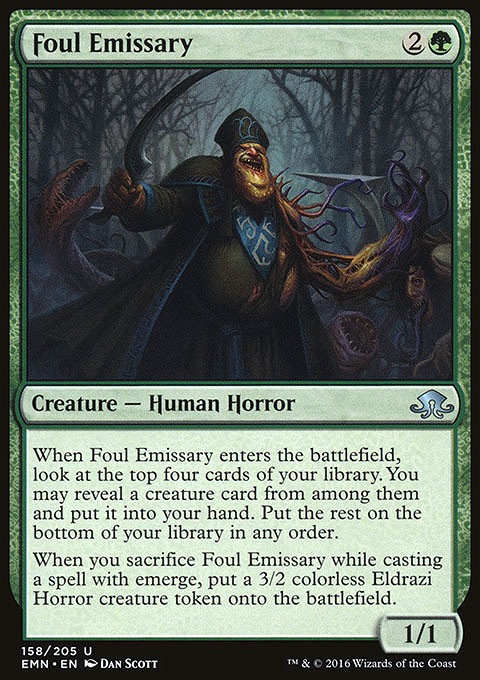 Foul Emissary 2
Creature — Human Horror
When Foul Emissary enters the battlefield,
look at the top four cards of your library. You
may reveal a creature card from among them
and put it into your hand. Put the rest on the
bottom of your library in any order.
When you sacrifice Foul Emissary while casting
a spell with emerge, put a 3/2 colorless Eldrazi
Horror creature token onto the battlefield.
1/1
158/205 U
EMN • EN Dan Scott
™ & © 2016 Wizards of the Coast